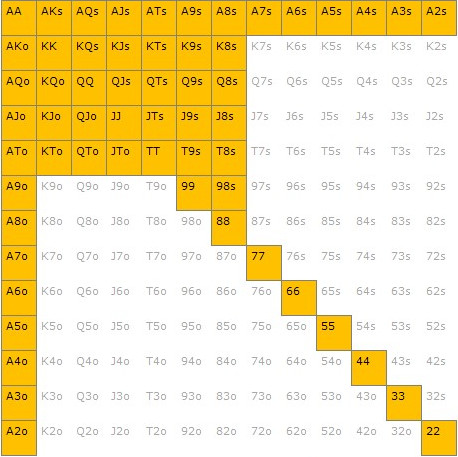 AA AKs AQs AJs ATs A9s A8s A7s A6s A5s A4s A3s A2s
AKo KK KQs KJs KTs K9s K8s K7s K6s K5s K4s K3s K2s
AQo KQo QQ QJs QTs Q9s Q8s Q7s Q6s Q5s Q4s Q3s Q2s
AJo KJo QJo JJ JTs J9s J8s J7s J6s J5s J4s J3s J2s
ATo KTo QTo JTo TT T9s T8s T7s T6s T5s T4s T3s T2s
A9o K9o Q9o J9o T9o 99 98s 97s 96s 95s 94s 93s 92s
A8o K8o Q8o J8o T8o 98o 88 87s 86s 85s 84s 83s 82s
A7o K7o Q7o J7o T7o 97o 87o 77 76s 75s 74s 73s 72s
A6o K6o Q6o J6o T6o 96o 86o 76o 66 65s 64s 63s 62s
A5o K5o Q5o J5o T5o 95o 85o 75o 65o 55 54s 53s 52s
A4o K4o Q4o J4o T4o 94o 84o 74o 64o 54o 44 43s 42s
A3o K3o Q3o J3o T3o 93o 83o 73o 63o 53o 43o 33 32s
A2o K2o Q2o J2o T2o 92o 82o 72o 62o 52o 42o 32o 22